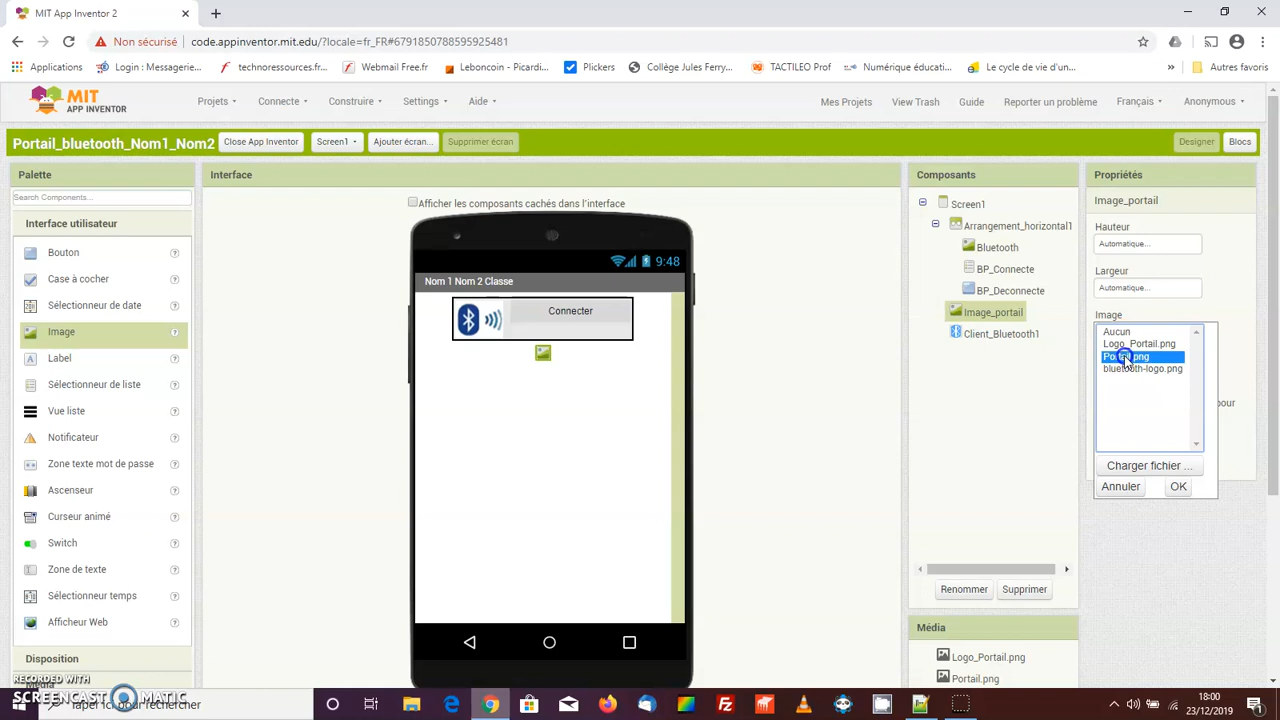 MIT App Inventor 2
Non sécurisé
code.appinventor.mit.edu/?locale=fr_FR#6791850788595925481
Applications
Login : Messagerie...
technoressources.fr...
Webmail Free.fr
Leboncoin - Picardi...
Plickers
Collège Jules Ferry...
TACTILEO Prof
Numérique éducati...
Le cycle de vie d'un...
»
Autres favoris
MIT
APP INVENTOR
Projets
Connecte
Construire
Settings
Aide
Mes Projets
View Trash
Guide
Reporter un problème
Français
Anonymous
Portail_bluetooth_Nom1_Nom2
Close App Inventor
Screen1
Ajouter écran...
Supprimer écran
Designer
Blocs
Palette
Search Components...
Interface utilisateur
Bouton
Case à cocher
Sélectionneur de date
Image
Label
Sélectionneur de liste
Vue liste
Notificateur
Zone texte mot de passe
Ascenseur
Curseur animé
Switch
Zone de texte
Sélectionneur temps
Afficheur Web
Disposition
Interface
Afficher les composants cachés dans l'interface
9:48
Nom 1 Nom 2 Classe
Connecter
Composants
Screen1
Arrangement_horizontal1
Bluetooth
BP_Connecte
BP_Deconnecte
Image_portail
Client_Bluetooth1
Renommer
Supprimer
Média
Logo_Portail.png
Portail.png
Propriétés
Image_portail
Hauteur
Automatique...
Largeur
Automatique...
Image
Aucun
Logo_Portail.png
Portail.png
bluetooth-logo.png
Charger fichier ...
Annuler
OK
RECORDED WITH
SCREENCAST MATIC
18:00
23/12/2019